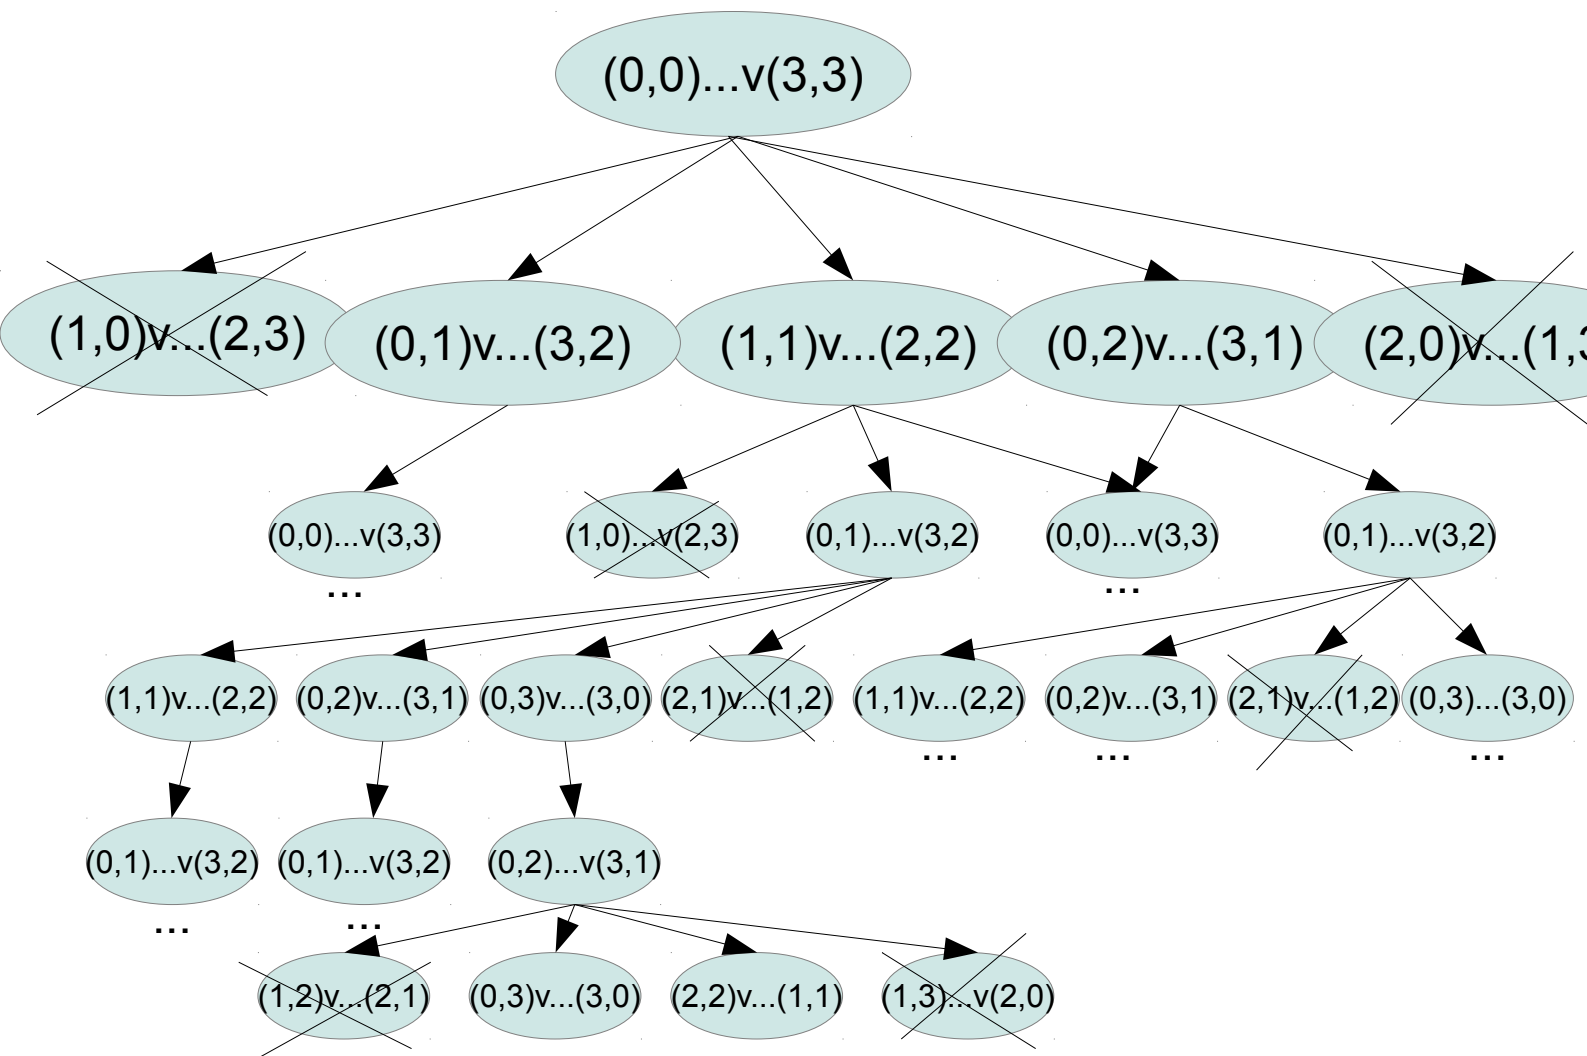 (0,0)...v(3,3)
(1,0)v...(2,3)
(0,1)v...(3,2)
(1,1)v...(2,2)
(0,2)v...(3,1)
(2,0)v...(1,3
(0,0)...v(3,3)
(1,0)...v(2,3)
(0,1)...v(3,2)
(0,0)...v(3,3)
(0,1)...v(3,2)
...
...
(1,1)v...(2,2)
(0,2)v...(3,1)
(0,3)v...(3,0)
(2,1)v...(1,2)
(1,1)v...(2,2)
(0,2)v...(3,1)
(2,1)v...(1,2)
(0,3)...(3,0)
...
...
...
(0,1)...v(3,2)
(0,1)...v(3,2)
(0,2)...v(3,1)
...
...
(1,2)v...(2,1)
(0,3)v...(3,0)
(2,2)v...(1,1)
(1,3)...v(2,0)